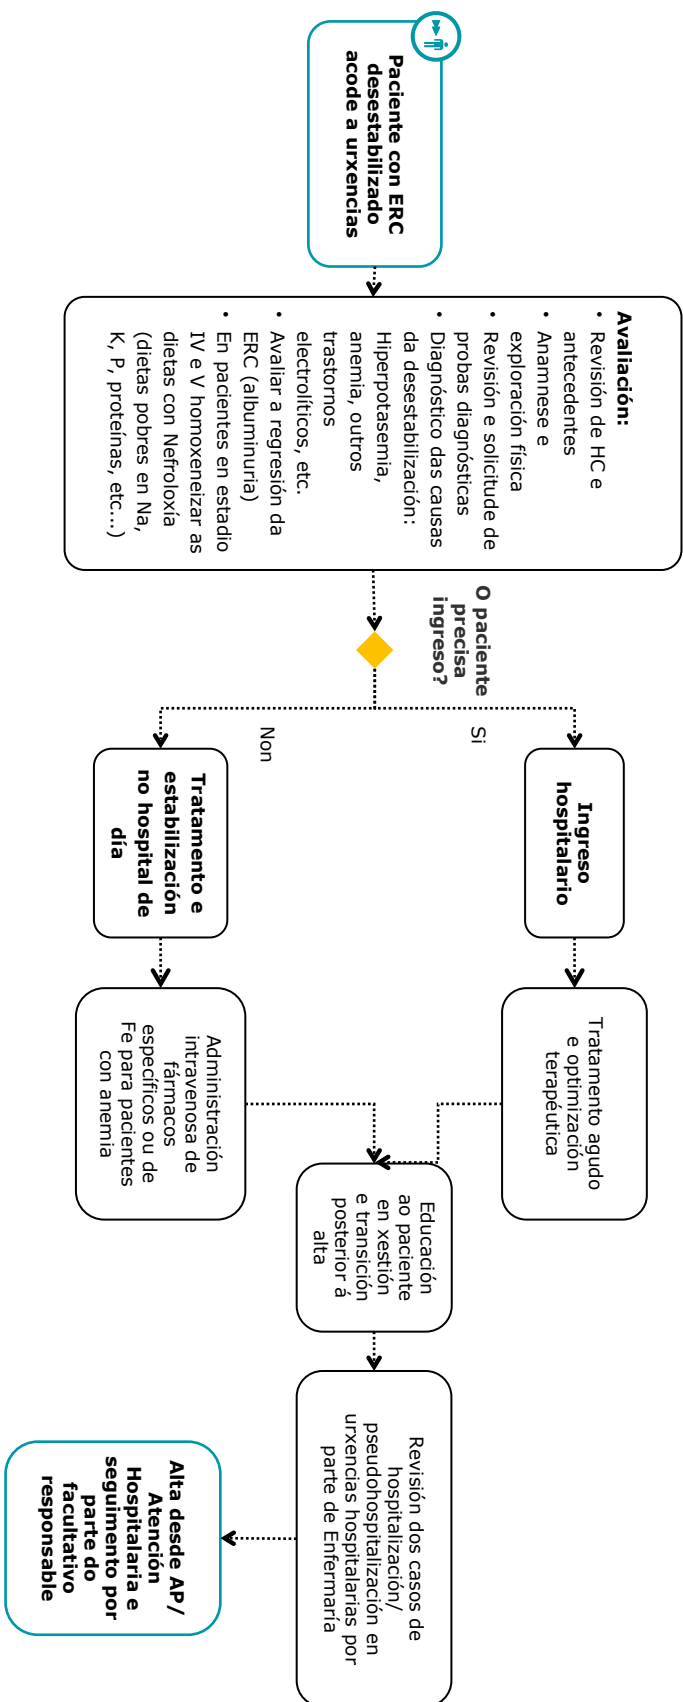 Paciente con ERC
desestabilizado
acode a urxencias
Avaliación:
• Revisión de HC e
antecedentes
• Anamnese e
exploración física
• Revisión e solicitude de
probas diagnósticas
• Diagnóstico das causas
da desestabilización:
Hiperpotasemia,
anemia, outros
trastornos
electrolíticos, etc.
• Avaliar a regresión da
ERC (albuminuria)
• En pacientes en estadio
IV e V homoxeneizar as
dietas con Nefroloxía
(dietas pobres en Na,
K, P, proteínas, etc...)
O paciente
precisa
ingreso?
Si
Non
Ingreso
hospitalario
Tratamento e
estabilización
no hospital de
día
Tratamento agudo
e optimización
terapéutica
Administración
intravenosa de
fármacos
específicos ou de
Fe para pacientes
con anemia
Educación
ao paciente
en xestión
e transición
posterior á
alta
Revisión dos casos de
hospitalización/
pseudohospitalización en
urxencias hospitalarias por
parte de Enfermaría
Alta desde AP/
Atención
Hospitalaria e
seguimento por
parte do
facultativo
responsable